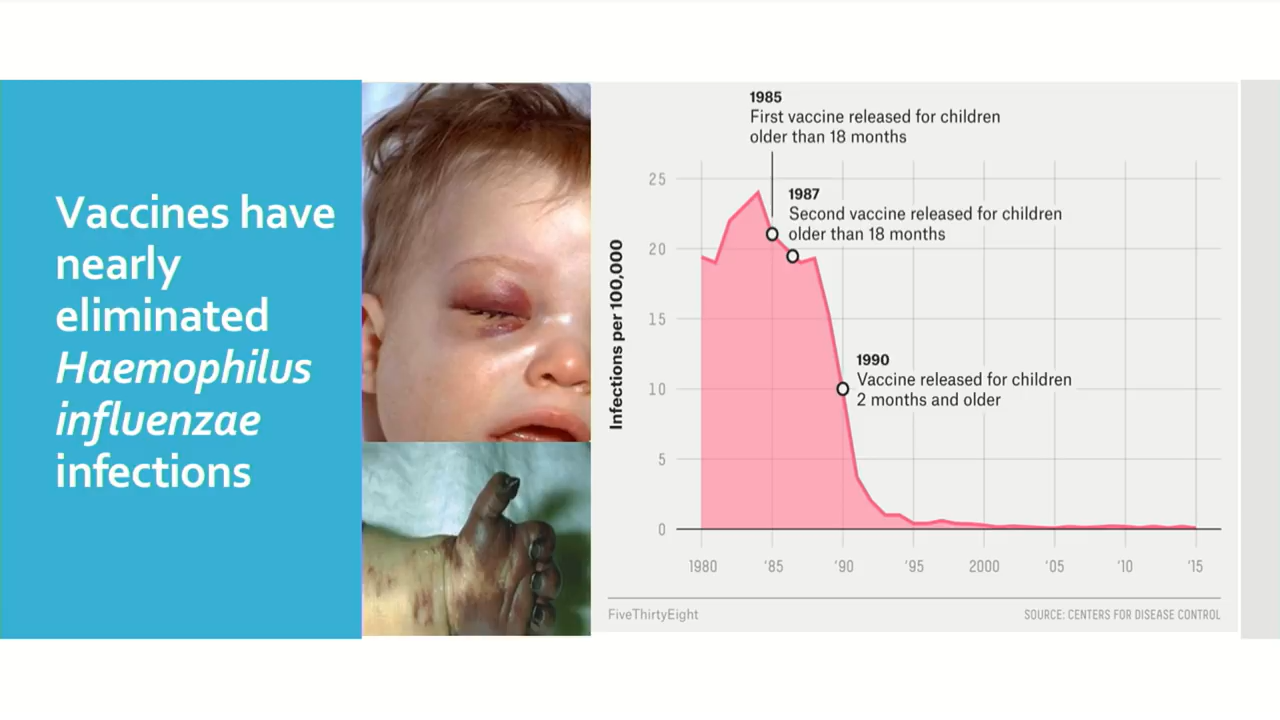 Vaccines have
nearly
eliminated
Haemophilus
influenzae
infections
1985
First vaccine released for children
older than 18 months
1987
Second vaccine released for children
older than 18 months
1990
Vaccine released for children
2 months and older
Infections per 100,000
25
20
15
10
5
0
1980 '85 '90 '95 2000 '05 '10 '15
FiveThirtyEight
SOURCE: CENTERS FOR DISEASE CONTROL